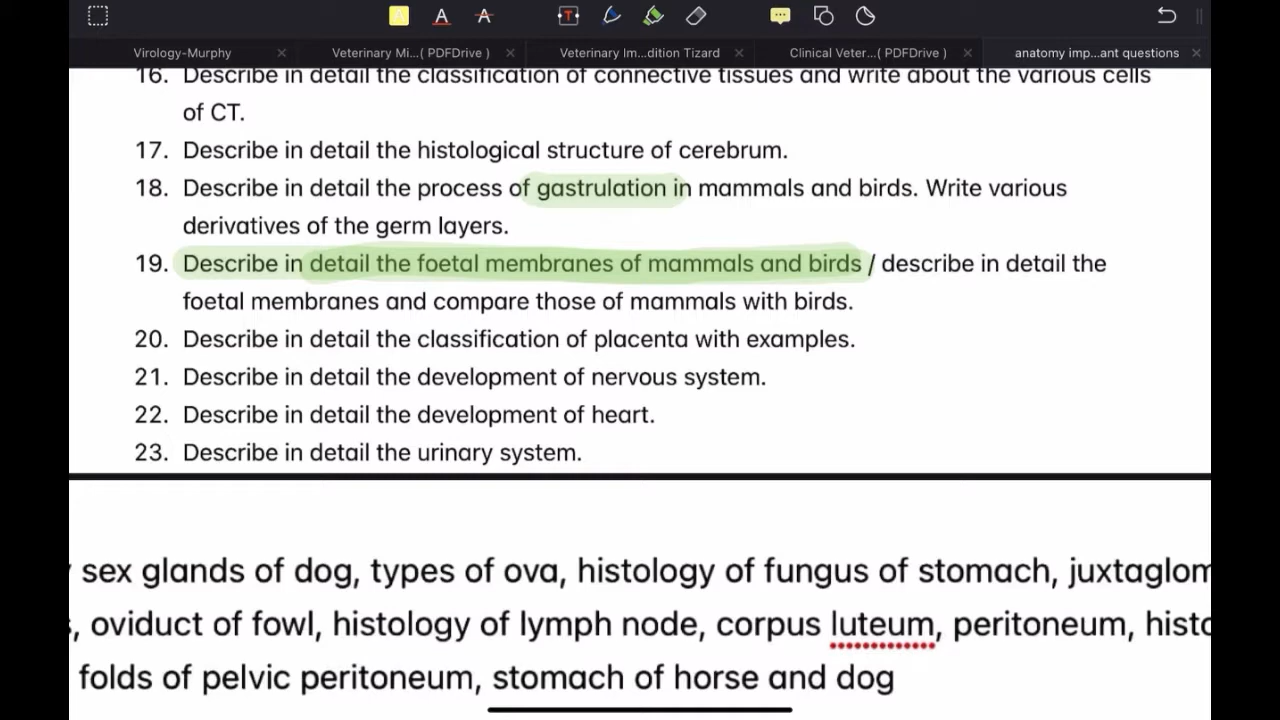 Virology-Murphy
Veterinary Mi...( PDFDrive )
Veterinary Im...dition Tizard
Clinical Veter...( PDFDrive )
anatomy imp...ant questions
16. Describe in detail the classification of connective tissues and write about the various cells
of CT.
17. Describe in detail the histological structure of cerebrum.
18. Describe in detail the process of gastrulation in mammals and birds. Write various
derivatives of the germ layers.
19. Describe in detail the foetal membranes of mammals and birds / describe in detail the
foetal membranes and compare those of mammals with birds.
20. Describe in detail the classification of placenta with examples.
21. Describe in detail the development of nervous system.
22. Describe in detail the development of heart.
23. Describe in detail the urinary system.
sex glands of dog, types of ova, histology of fungus of stomach, juxtaglom
, oviduct of fowl, histology of lymph node, corpus luteum, peritoneum, histo
folds of pelvic peritoneum, stomach of horse and dog